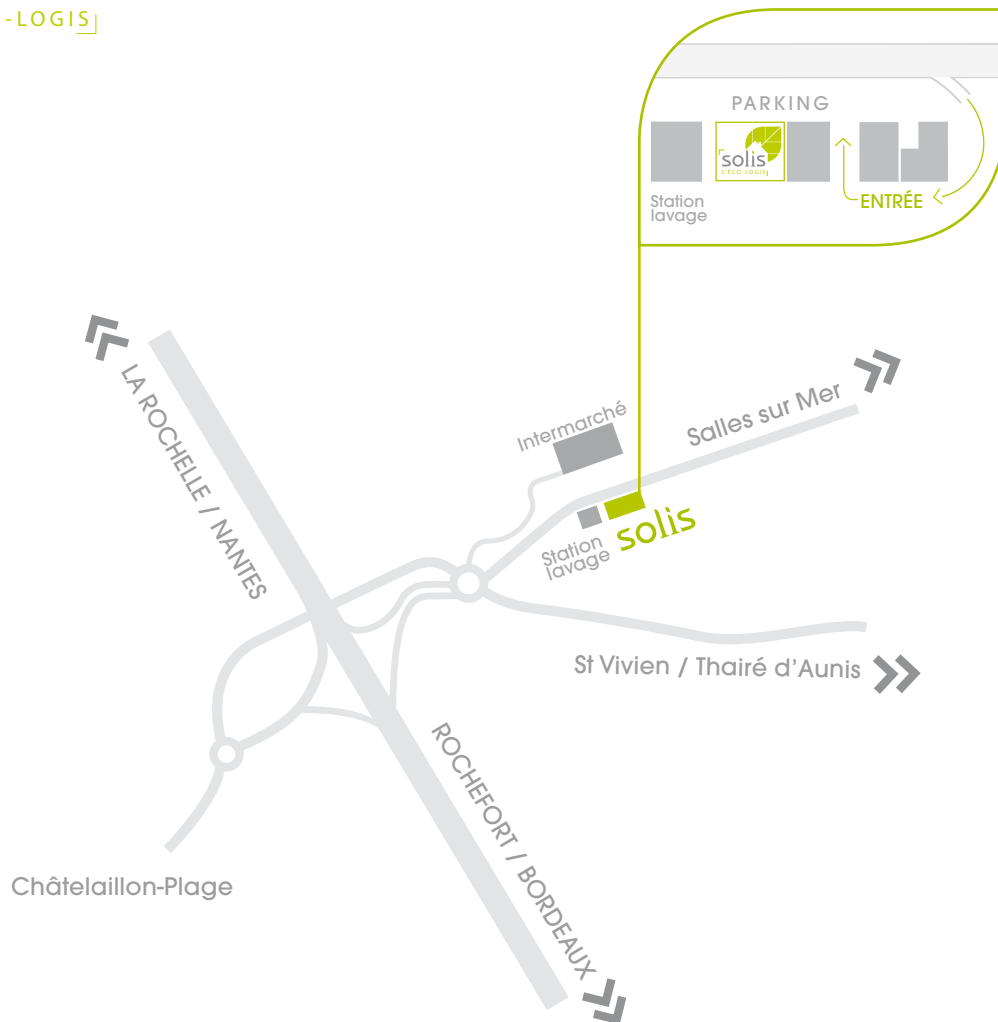 -LOGIS
PARKING
solis
L'ÉCO-LOGIS
Station
lavage
ENTRÉE
LA ROCHELLE / NANTES
Intermarché
Salles sur Mer
solis
Station
lavage
St Vivien / Thairé d'Aunis
ROCHEFORT / BORDEAUX
Châtelaillon-Plage